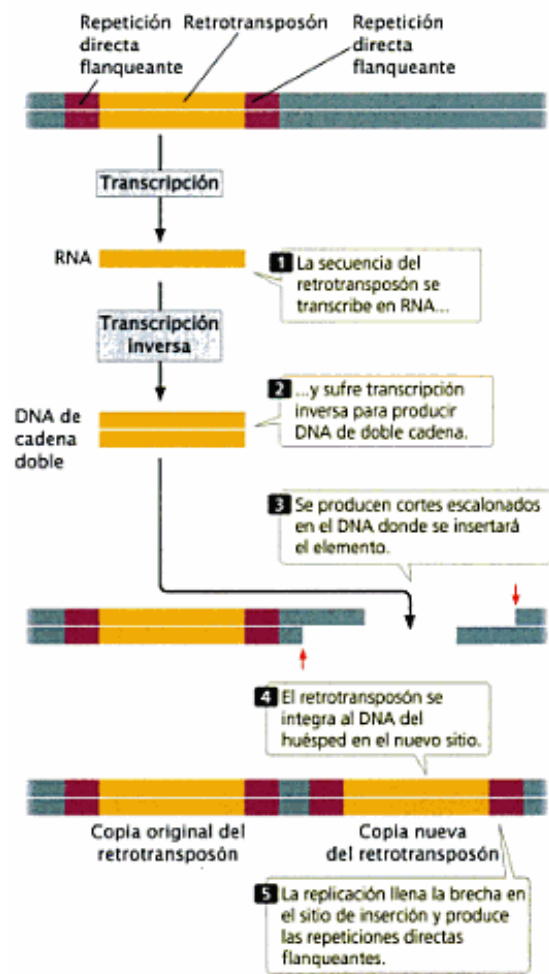 Repetición
directa
flanqueante
Retrotransposón
Repetición
directa
flanqueante
Transcripción
RNA
1 La secuencia del
retrotransposón se
transcribe en RNA...
Transcripción
inversa
DNA de
cadena
doble
2 ...y sufre transcripción
inversa para producir
DNA de doble cadena.
3 Se producen cortes escalonados
en el DNA donde se insertará
el elemento.
4 El retrotransposón se
integra al DNA del
huésped en el nuevo sitio.
Copia original del
retrotransposón
Copia nueva
del retrotransposón
5 La replicación llena la brecha en
el sitio de inserción y produce
las repeticiones directas
flanqueantes.